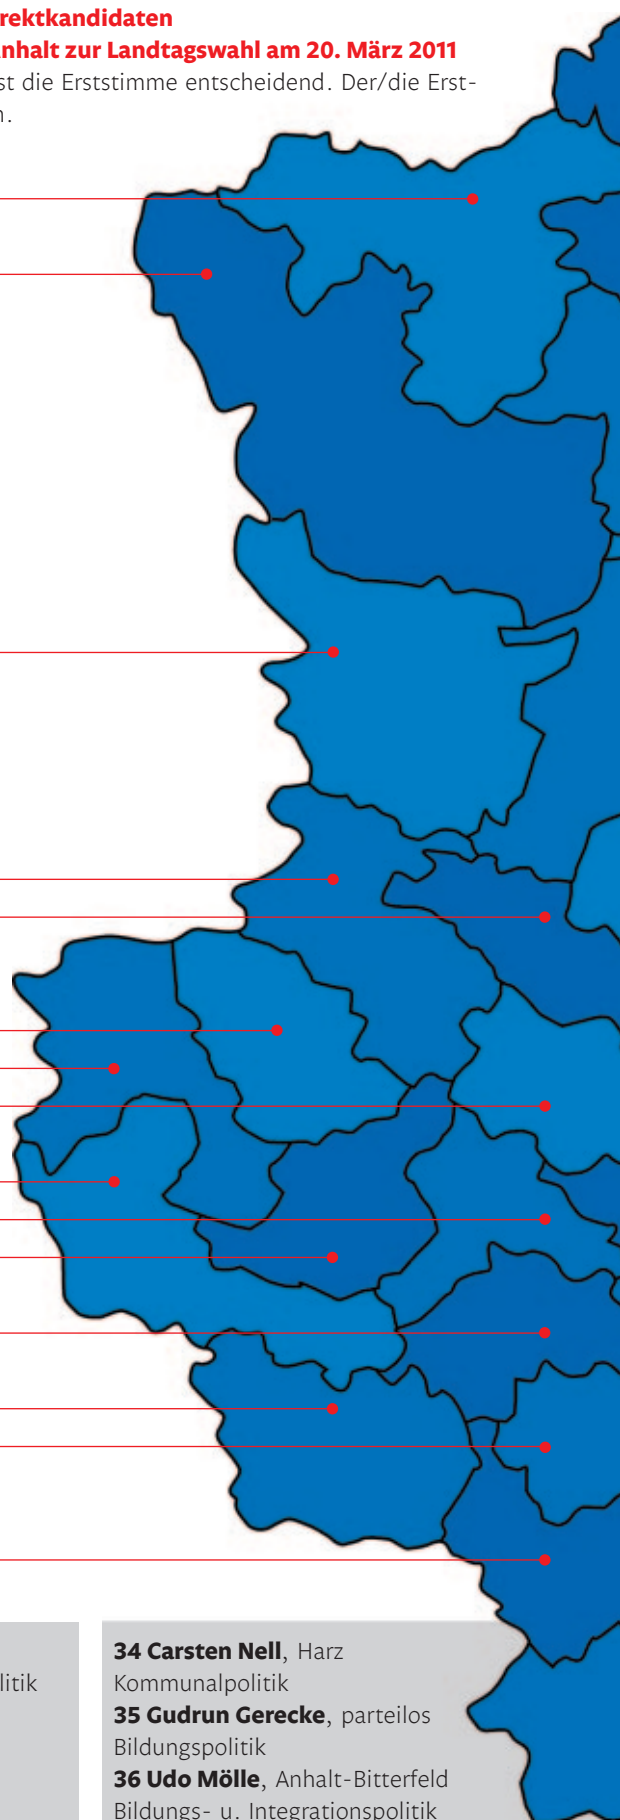 rektkandidaten
nhalt zur Landtagswahl am 20. März 2011
st die Erststimme entscheidend. Der/die Erst-
n.
litik
34 Carsten Nell, Harz
Kommunalpolitik
35 Gudrun Gerecke, parteilos
Bildungspolitik
36 Udo Mölle, Anhalt-Bitterfeld
Bildungs- u. Integrationspolitik